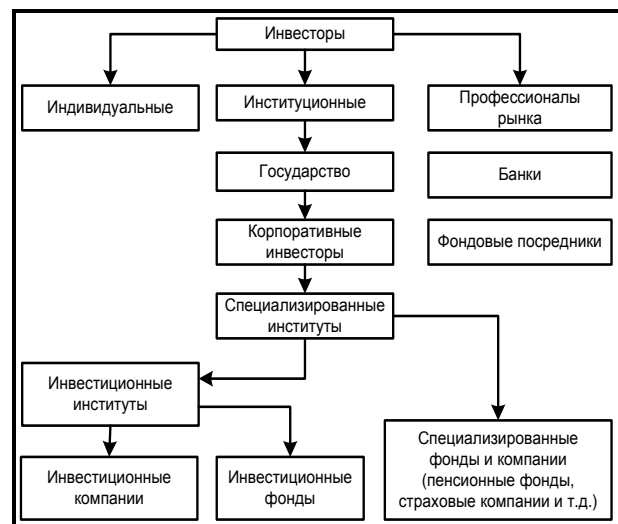 Инвесторы
Индивидуальные
Институционные
Профессионалы
рынка
Государство
Банки
Корпоративные
инвесторы
Фондовые посредники
Специализированные
институты
Инвестиционные
институты
Специализированные
фонды и компании
(пенсионные фонды,
страховые компании и т.д.)
Инвестиционные
компании
Инвестиционные
фонды